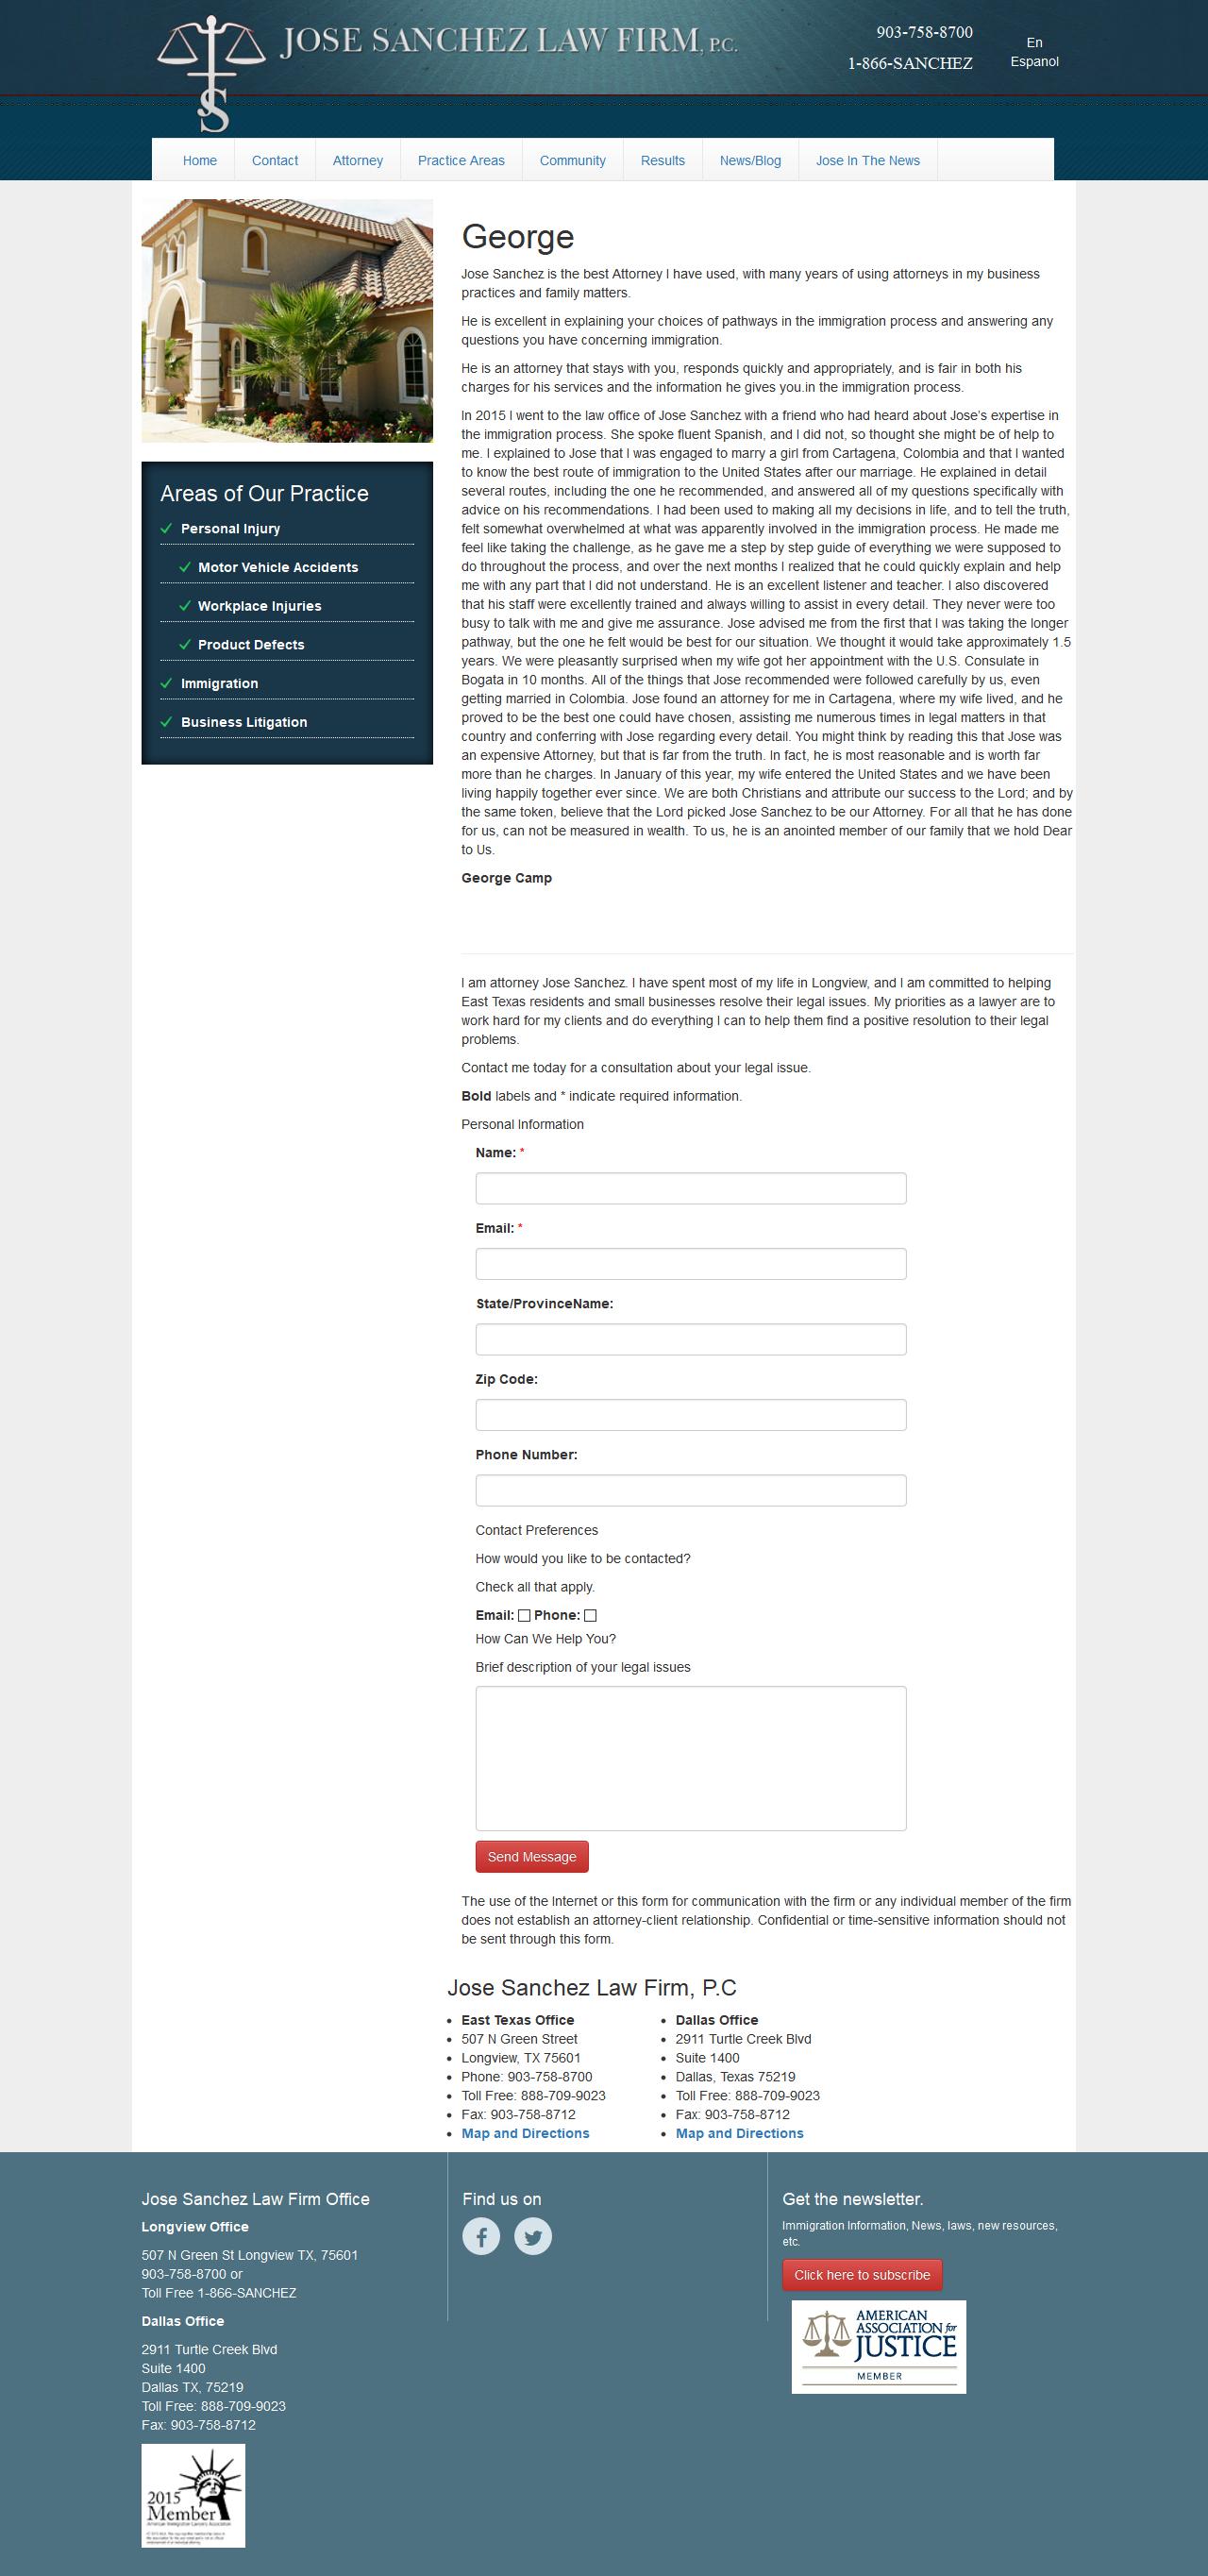 JOSE SANCHEZ LAW FIRM, P.C.
903-758-8700
1-866-SANCHEZ
En
Espanol
Home
Contact
Attorney
Practice Areas
Community
Results
News/Blog
Jose In The News
Areas of Our Practice
Personal Injury
Motor Vehicle Accidents
Workplace Injuries
Product Defects
Immigration
Business Litigation
George
Jose Sanchez is the best Attorney I have used, with many years of using attorneys in my business
practices and family matters.
He is excellent in explaining your choices of pathways in the immigration process and answering any
questions you have concerning immigration.
He is an attorney that stays with you, responds quickly and appropriately, and is fair in both his
charges for his services and the information he gives you.in the immigration process.
In 2015 I went to the law office of Jose Sanchez with a friend who had heard about Jose's expertise in
the immigration process. She spoke fluent Spanish, and I did not, so thought she might be of help to
me. I explained to Jose that I was engaged to marry a girl from Cartagena, Colombia and that I wanted
to know the best route of immigration to the United States after our marriage. He explained in detail
several routes, including the one he recommended, and answered all of my questions specifically with
advice on his recommendations. I had been used to making all my decisions in life, and to tell the truth,
felt somewhat overwhelmed at what was apparently involved in the immigration process. He made me
feel like taking the challenge, as he gave me a step by step guide of everything we were supposed to
do throughout the process, and over the next months I realized that he could quickly explain and help
me with any part that I did not understand. He is an excellent listener and teacher. I also discovered
that his staff were excellently trained and always willing to assist in every detail. They never were too
busy to talk with me and give me assurance. Jose advised me from the first that I was taking the longer
pathway, but the one he felt would be best for our situation. We thought it would take approximately 1.5
years. We were pleasantly surprised when my wife got her appointment with the U.S. Consulate in
Bogata in 10 months. All of the things that Jose recommended were followed carefully by us, even
getting married in Colombia. Jose found an attorney for me in Cartagena, where my wife lived, and he
proved to be the best one could have chosen, assisting me numerous times in legal matters in that
country and conferring with Jose regarding every detail. You might think by reading this that Jose was
an expensive Attorney, but that is far from the truth. In fact, he is most reasonable and is worth far
more than he charges. In January of this year, my wife entered the United States and we have been
living happily together ever since. We are both Christians and attribute our success to the Lord; and by
the same token, believe that the Lord picked Jose Sanchez to be our Attorney. For all that he has done
for us, can not be measured in wealth. To us, he is an anointed member of our family that we hold Dear
to Us.
George Camp
I am attorney Jose Sanchez. I have spent most of my life in Longview, and I am committed to helping
East Texas residents and small businesses resolve their legal issues. My priorities as a lawyer are to
work hard for my clients and do everything I can to help them find a positive resolution to their legal
problems.
Contact me today for a consultation about your legal issue.
Bold labels and * indicate required information.
Personal Information
Name: *
Email: *
State/ProvinceName:
Zip Code:
Phone Number:
Contact Preferences
How would you like to be contacted?
Check all that apply.
Email: Phone:
How Can We Help You?
Brief description of your legal issues
Send Message
The use of the Internet or this form for communication with the firm or any individual member of the firm
does not establish an attorney-client relationship. Confidential or time-sensitive information should not
be sent through this form.
Jose Sanchez Law Firm, P.C
East Texas Office
507 N Green Street
Longview, TX 75601
Phone: 903-758-8700
Toll Free: 888-709-9023
Fax: 903-758-8712
Map and Directions
Dallas Office
2911 Turtle Creek Blvd
Suite 1400
Dallas, Texas 75219
Toll Free: 888-709-9023
Fax: 903-758-8712
Map and Directions
Jose Sanchez Law Firm Office
Longview Office
507 N Green St Longview TX, 75601
903-758-8700 or
Toll Free 1-866-SANCHEZ
Dallas Office
2911 Turtle Creek Blvd
Suite 1400
Dallas TX, 75219
Toll Free: 888-709-9023
Fax: 903-758-8712
2015
Member
American Immigration Lawyers Association
Find us on
Get the newsletter.
Immigration Information, News, laws, new resources,
etc.
Click here to subscribe
AMERICAN
ASSOCIATION for
JUSTICE
MEMBER